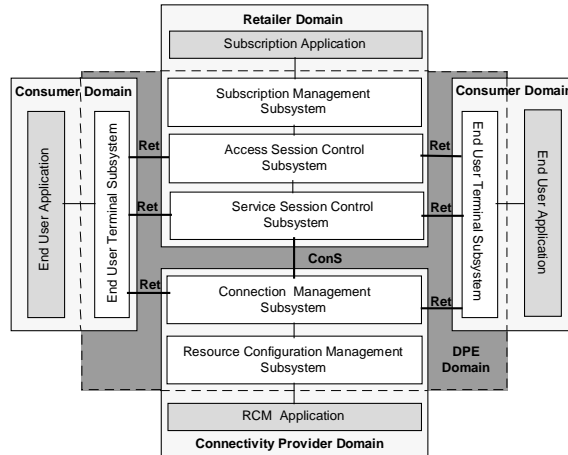 Retailer Domain
Subscription Application
Consumer Domain
Consumer Domain
Subscription Management
Subsystem
End User Application
End User Terminal Subsystem
Ret
Access Session Control
Subsystem
Ret
End User Terminal Subsystem
End User Application
Ret
Service Session Control
Subsystem
Ret
ConS
Ret
Connection Management
Subsystem
Ret
Resource Configuration Management
Subsystem
DPE
Domain
RCM Application
Connectivity Provider Domain